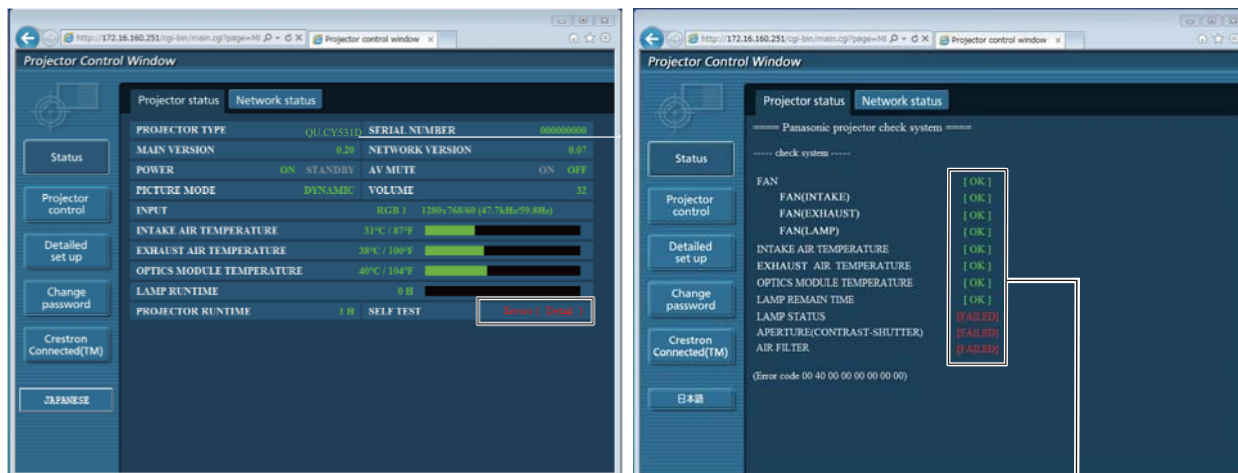 http://172.16.160.251/cgi-bin/main.cgi?page=MI
Projector control window
Projector Control Window
Projector status Network status
Status
Projector control
Detailed set up
Change password
Crestron Connected(TM)
JAPANESE
PROJECTOR TYPE QU.CY531D SERIAL NUMBER 000000000
MAIN VERSION 0.20 NETWORK VERSION 0.07
POWER ON STANDBY AV MUTE ON OFF
PICTURE MODE DYNAMIC VOLUME 32
INPUT RGB 1 1280x768/60 (47.7kHz/59.8Hz)
INTAKE AIR TEMPERATURE 31°C / 87°F
EXHAUST AIR TEMPERATURE 38°C / 100°F
OPTICS MODULE TEMPERATURE 40°C / 104°F
LAMP RUNTIME 0 H
PROJECTOR RUNTIME 1 H SELF TEST Error [ Detail ]
http://172.16.160.251/cgi-bin/main.cgi?page=MI
Projector control window
Projector Control Window
Projector status Network status
Status
Projector control
Detailed set up
Change password
Crestron Connected(TM)
日本語
==== Panasonic projector check system ====
----- check system -----
FAN [ OK ]
FAN(INTAKE) [ OK ]
FAN(EXHAUST) [ OK ]
FAN(LAMP) [ OK ]
INTAKE AIR TEMPERATURE [ OK ]
EXHAUST AIR TEMPERATURE [ OK ]
OPTICS MODULE TEMPERATURE [ OK ]
LAMP REMAIN TIME [ OK ]
LAMP STATUS [FAILED]
APERTURE(CONTRAST-SHUTTER) [FAILED]
AIR FILTER [FAILED]
(Error code 00 40 00 00 00 00 00 00)